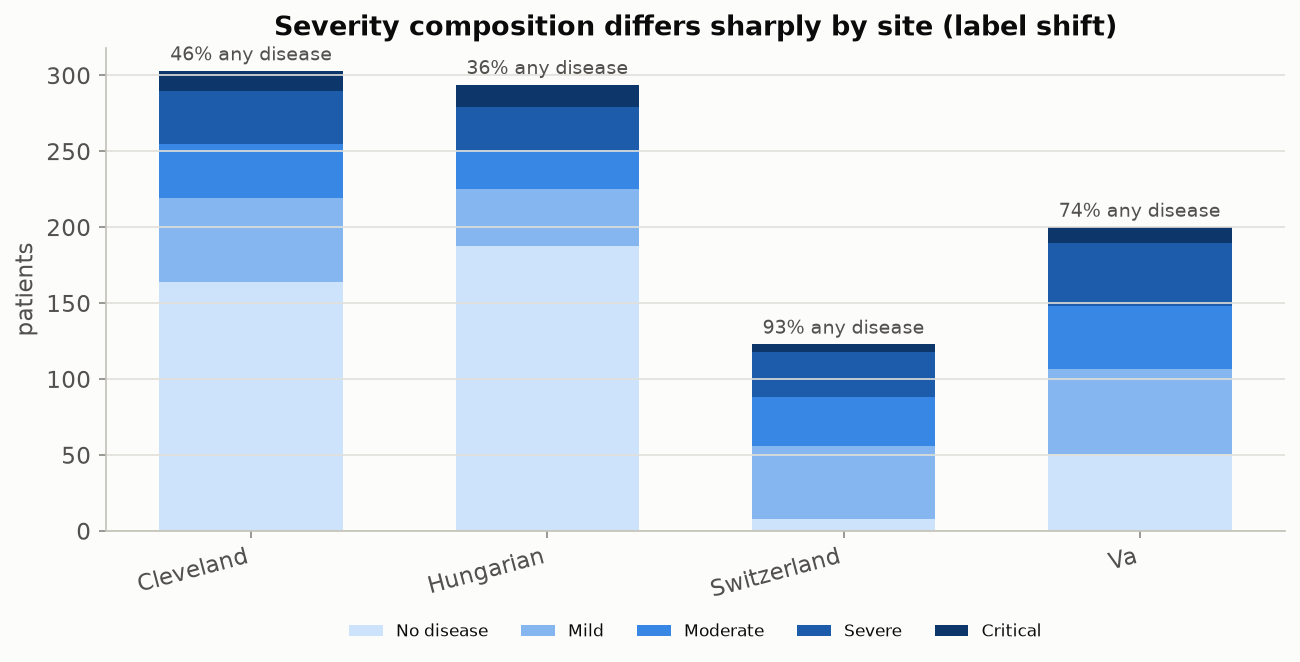 Severity composition differs sharply by site (label shift)
46% any disease
36% any disease
93% any disease
74% any disease
patients
300
250
200
150
100
50
0
Cleveland
Hungarian
Switzerland
Va
No disease
Mild
Moderate
Severe
Critical